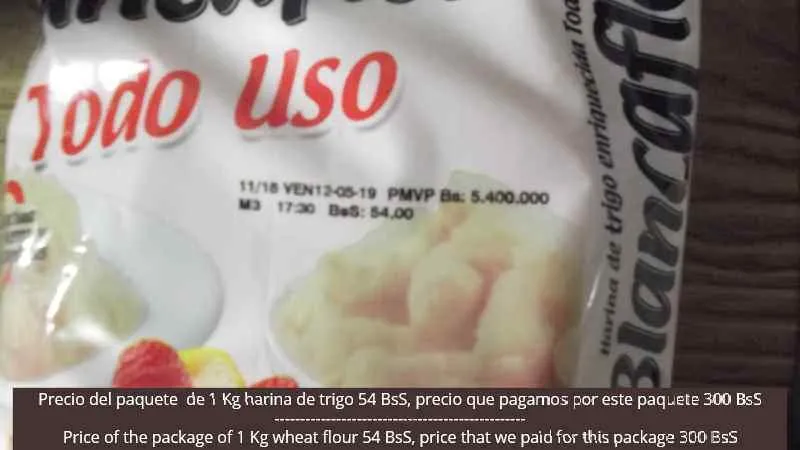 Todo uso
11/18 VEN12-05-19 PMVP Bs: 5.400.000
M3 17:30 BsS: 54,00
Harina de trigo enriquecida Toda
Blancaflo
Precio del paquete de 1 Kg harina de trigo 54 BsS, precio que pagamos por este paquete 300 BsS
------------------------------------------------
Price of the package of 1 Kg wheat flour 54 BsS, price that we paid for this package 300 BsS